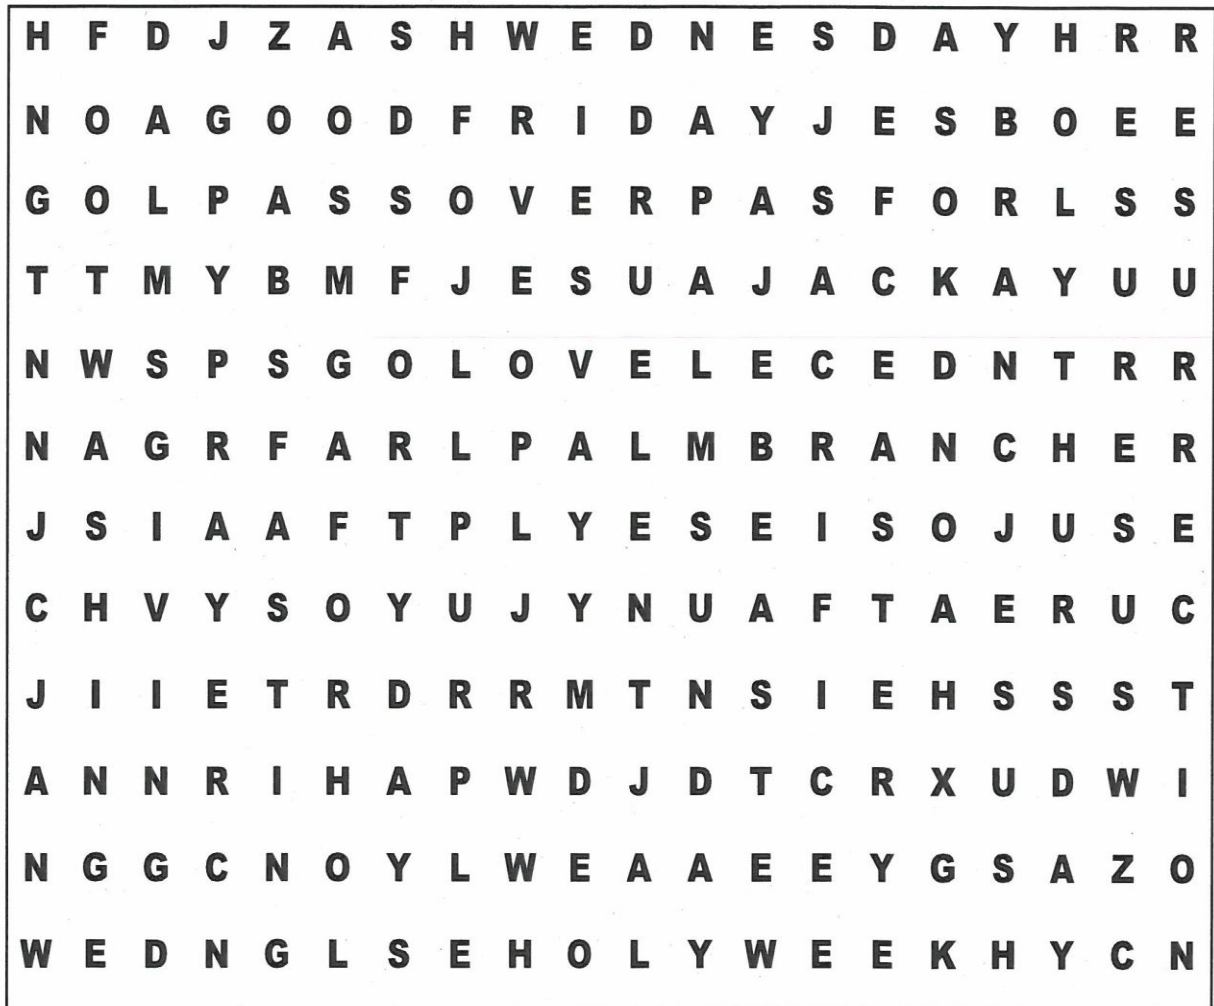 H F D J Z A S H W E D N E S D A Y H R R
N O A G O O D F R I D A Y J E S B O E E
G O L P A S S O V E R P A S F O R L S S
T T M Y B M F J E S U A J A C K A Y U U
N W S P S G O L O V E L E C E D N T R R
N A G R F A R L P A L M B R A N C H E R
J S I A A F T P L Y E S E I S O J U S E
C H V Y S O Y U J Y N U A F T A E R U C
J I I E T R D R R M T N S I E H S S S T
A N N R I H A P W D J D T C R X U D W I
N G G C N O Y L W E A A E E Y G S A Z O
W E D N G L S E H O L Y W E E K H Y C N